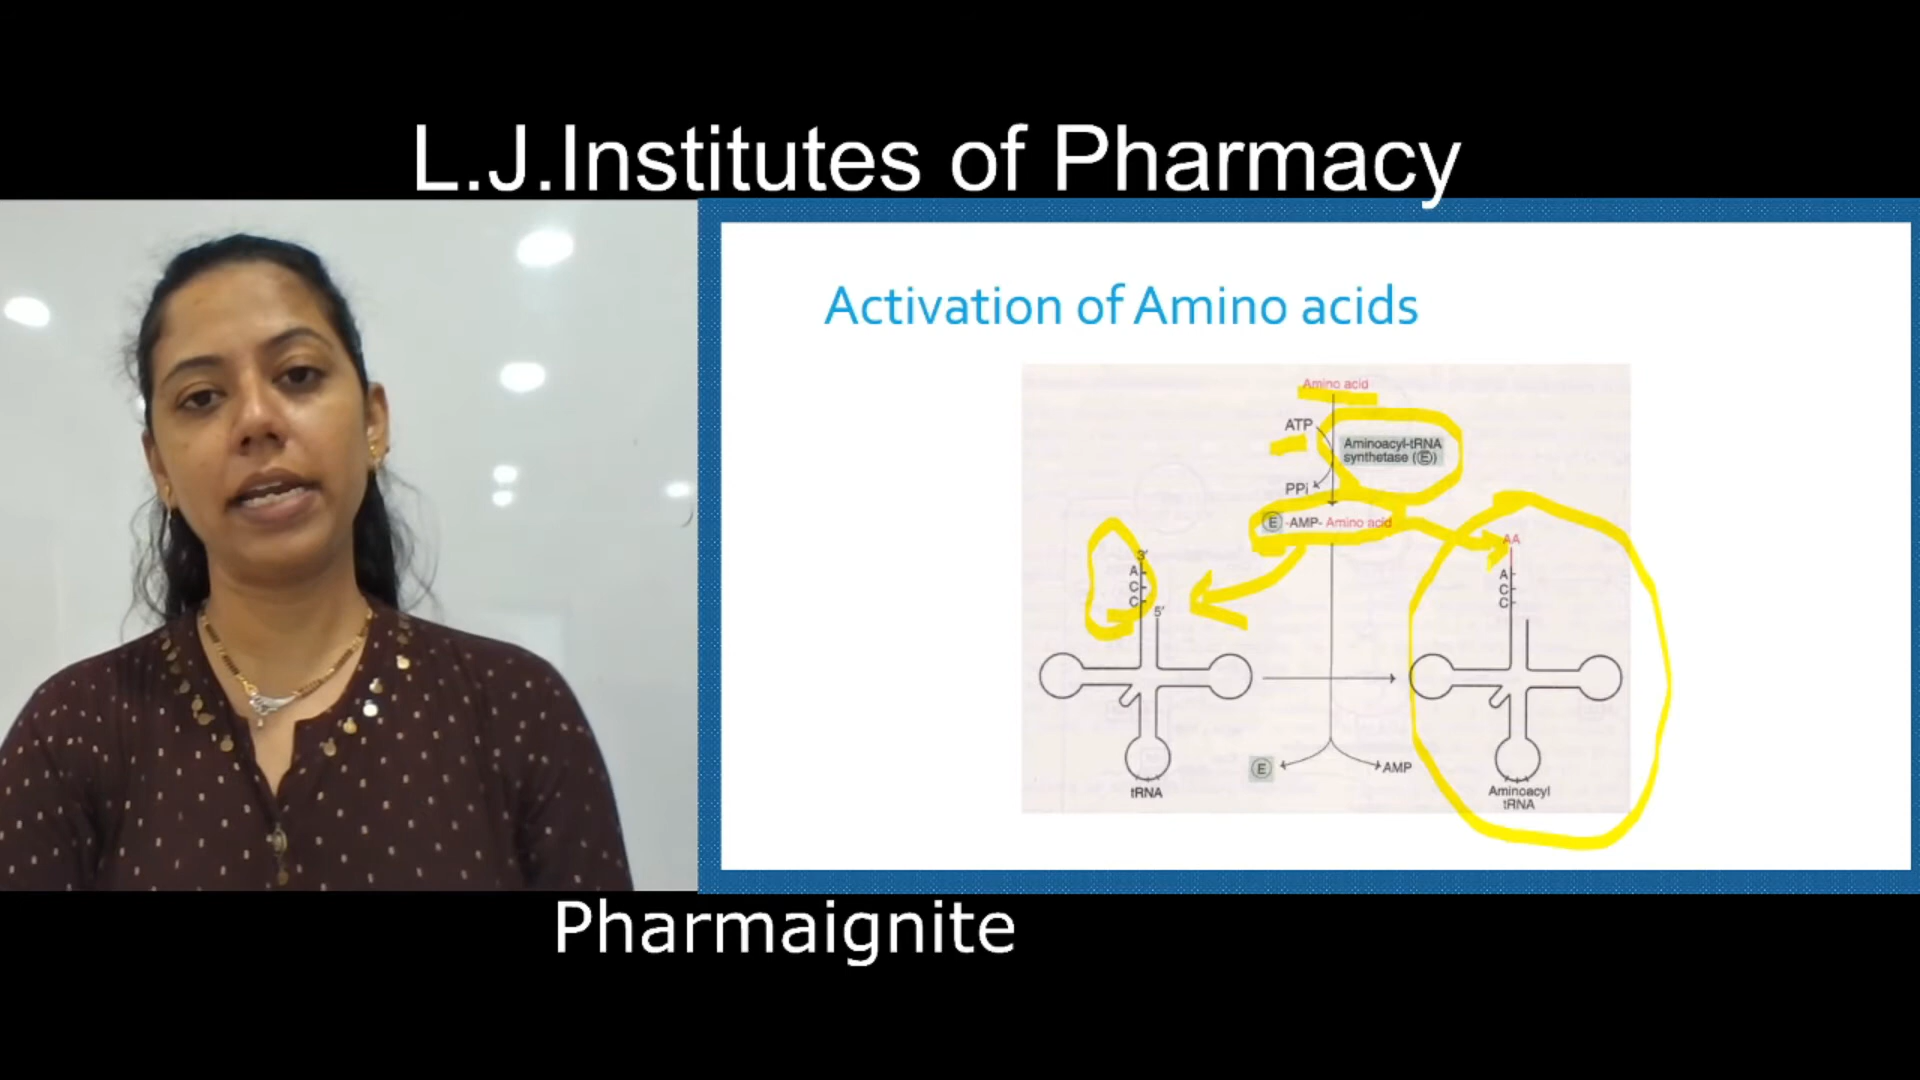 L.J.Institutes of Pharmacy
Activation of Amino acids
Amino acid
ATP
Aminoacyl-tRNA
synthetase (E)
PPi
E -AMP- Amino acid
3'
A
C
C
5'
tRNA
AA
A
C
C
E
AMP
Aminoacyl
tRNA
Pharmaignite